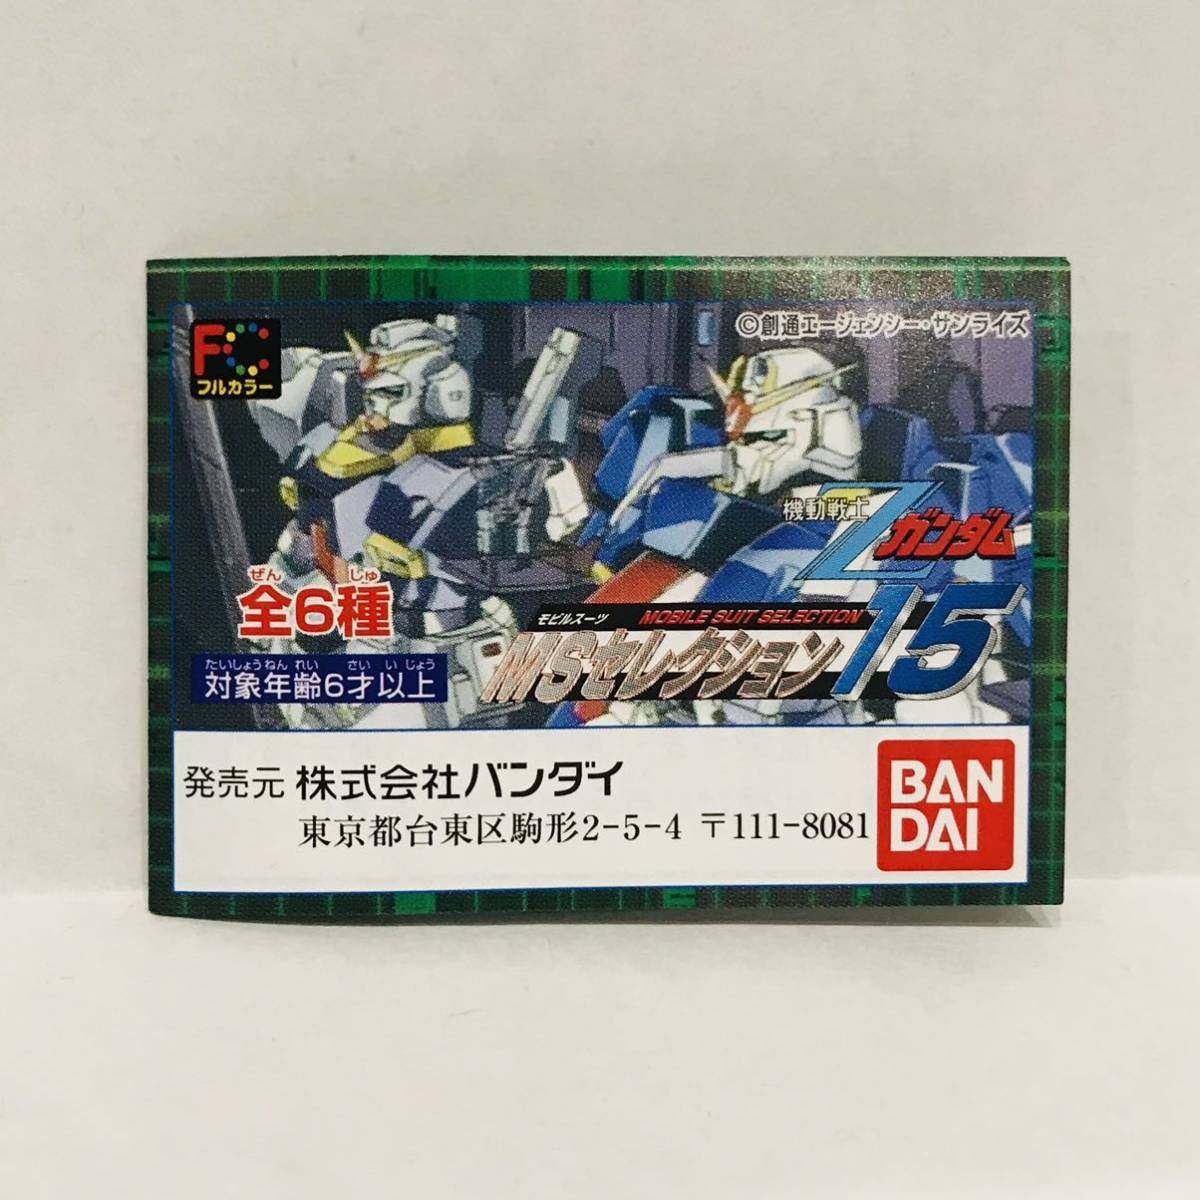 ©創通エージェンシー・サンライズ
FC
フルカラー
機動戦士
Zガンダム
ぜん しゅ
全6種
モビルスーツ MOBILE SUIT SELECTION
MSセレクション15
たいしょうねんれい さいいじょう
対象年齢6才以上
発売元 株式会社バンダイ
東京都台東区駒形2-5-4 〒111-8081
BAN
DAI